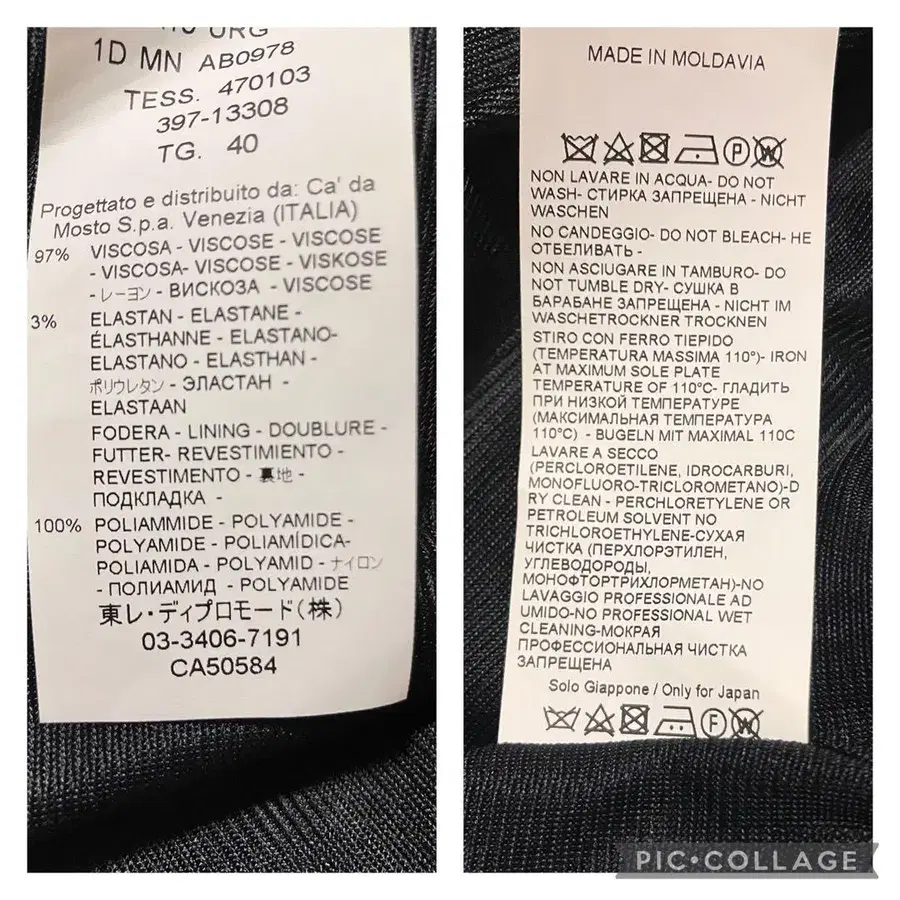 1D MN AB0978
TESS. 470103
397-13308
TG. 40
Progettato e distribuito da: Ca' da
Mosto S.p.a. Venezia (ITALIA)
97% VISCOSA - VISCOSE - VISCOSE
- VISCOSA- VISCOSE - VISKOSE
- レーヨン - ВИСКОЗА - VISCOSE
3% ELASTAN - ELASTANE -
ÉLASTHANNE - ELASTANO-
ELASTANO - ELASTHAN -
ポリウレタン - ЭЛАСТАН -
ELASTAAN
FODERA - LINING - DOUBLURE -
FUTTER- REVESTIMIENTO -
REVESTIMENTO - 裏地 -
ПОДКЛАДКА -
100% POLIAMMIDE - POLYAMIDE -
POLYAMIDE - POLIAMÍDICA-
POLIAMIDA - POLYAMID - ナイロン
- ПОЛИАМИД - POLYAMIDE
東レ・ディプロモード(株)
03-3406-7191
CA50584
MADE IN MOLDAVIA
P W
NON LAVARE IN ACQUA- DO NOT
WASH- СТИРКА ЗАПРЕЩЕНА - NICHT
WASCHEN
NO CANDEGGIO- DO NOT BLEACH- НЕ
ОТБЕЛИВАТЬ -
NON ASCIUGARE IN TAMBURO- DO
NOT TUMBLE DRY- СУШКА В
БАРАБАНЕ ЗАПРЕЩЕНА - NICHT IM
WASCHETROCKNER TROCKNEN
STIRO CON FERRO TIEPIDO
(TEMPERATURA MASSIMA 110°)- IRON
AT MAXIMUM SOLE PLATE
TEMPERATURE OF 110°C- ГЛАДИТЬ
ПРИ НИЗКОЙ ТЕМПЕРАТУРЕ
(МАКСИМАЛЬНАЯ ТЕМПЕРАТУРА
110°C) - BUGELN MIT MAXIMAL 110C
LAVARE A SECCO
(PERCLOROETILENE, IDROCARBURI,
MONOFLUORO-TRICLOROMETANO)-D
RY CLEAN - PERCHLORETYLENE OR
PETROLEUM SOLVENT NO
TRICHLOROETHYLENE-СУХАЯ
ЧИСТКА (ПЕРХЛОРЭТИЛЕН,
УГЛЕВОДОРОДЫ,
МОНОФТОРТРИХЛОРМЕТАН)-NO
LAVAGGIO PROFESSIONALE AD
UMIDO-NO PROFESSIONAL WET
CLEANING-МОКРАЯ
ПРОФЕССИОНАЛЬНАЯ ЧИСТКА
ЗАПРЕЩЕНА
Solo Giappone / Only for Japan
F W
PIC•COLLAGE